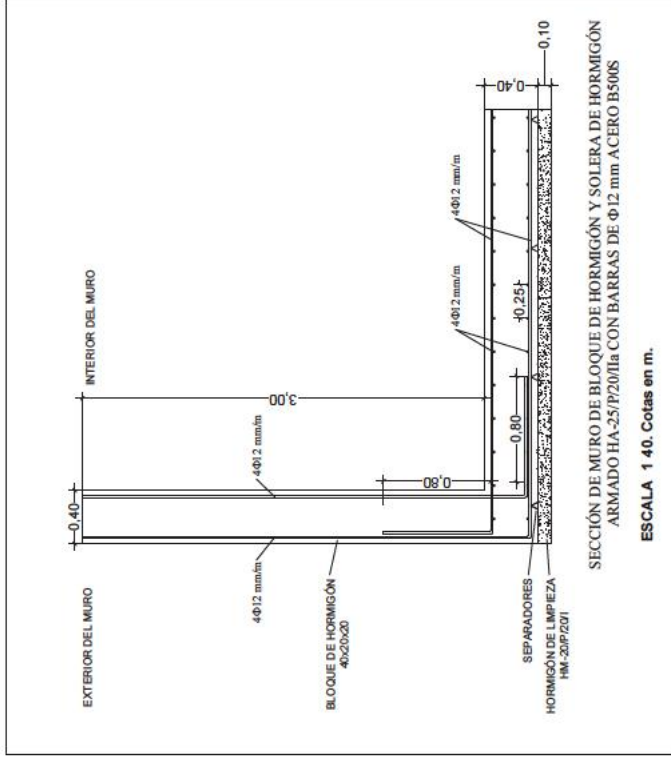 EXTERIOR DEL MURO
INTERIOR DEL MURO
0,40
3,00
4Φ12 mm/m
4Φ12 mm/m
BLOQUE DE HORMIGÓN
40x20x20
0,80
0,80
0,25
4Φ12 mm/m
4Φ12 mm/m
0,40
0,10
SEPARADORES
HORMIGÓN DE LIMPIEZA
HM-20/P/20/I
SECCIÓN DE MURO DE BLOQUE DE HORMIGÓN Y SOLERA DE HORMIGÓN
ARMADO HA-25/P/20/IIa CON BARRAS DE Φ12 mm ACERO B500S
ESCALA 1 40. Cotas en m.